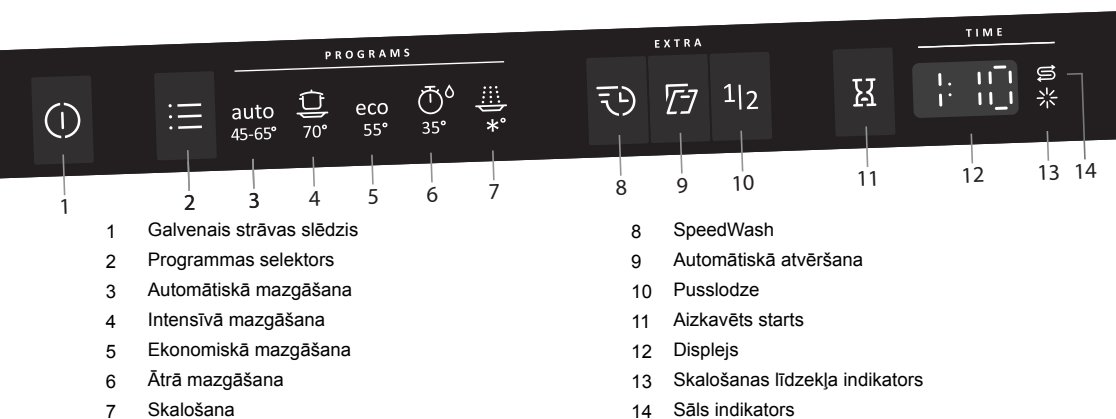 PROGRAMS EXTRA TIME
auto eco 1|2 1:10
45-65° 70° 55° 35° *°
1 2 3 4 5 6 7 8 9 10 11 12 13 14
1 Galvenais strāvas slēdzis
2 Programmas selektors
3 Automātiskā mazgāšana
4 Intensīvā mazgāšana
5 Ekonomiskā mazgāšana
6 Ātrā mazgāšana
7 Skalošana
8 SpeedWash
9 Automātiskā atvēršana
10 Pusslodze
11 Aizkavēts starts
12 Displejs
13 Skalošanas līdzekļa indikators
14 Sāls indikators